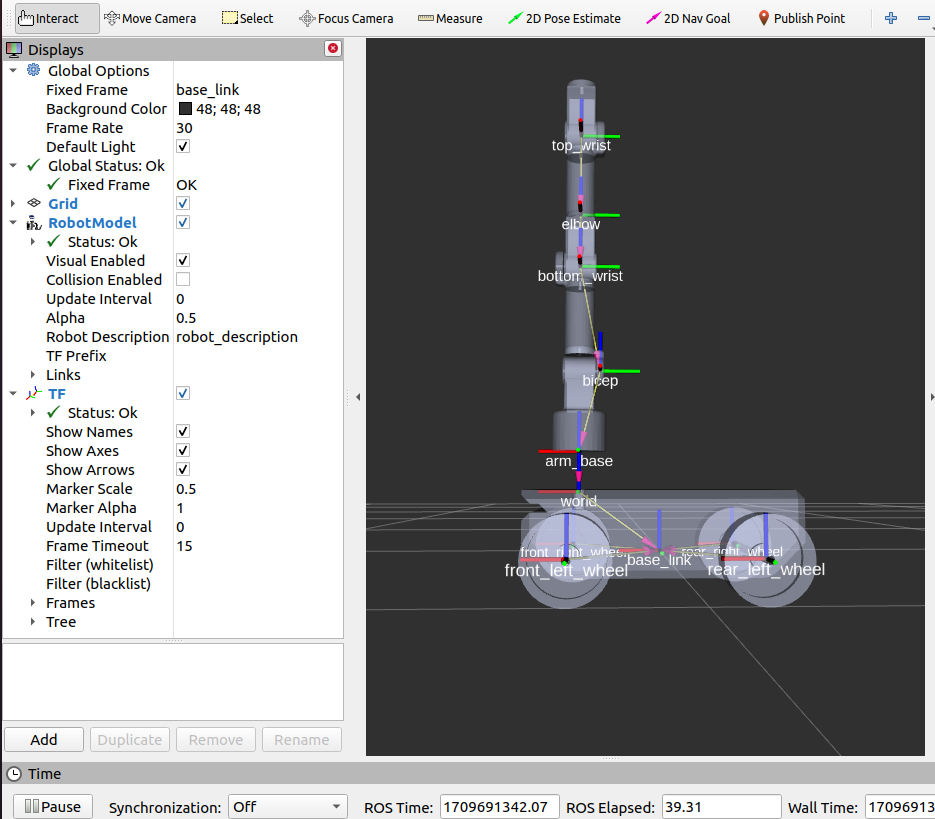 Interact Move Camera Select Focus Camera Measure 2D Pose Estimate 2D Nav Goal Publish Point
Displays
Global Options
Fixed Frame base_link
Background Color 48; 48; 48
Frame Rate 30
Default Light
Global Status: Ok
Fixed Frame OK
Grid
RobotModel
Status: Ok
Visual Enabled
Collision Enabled
Update Interval 0
Alpha 0.5
Robot Description robot_description
TF Prefix
Links
TF
Status: Ok
Show Names
Show Axes
Show Arrows
Marker Scale 0.5
Marker Alpha 1
Update Interval 0
Frame Timeout 15
Filter (whitelist)
Filter (blacklist)
Frames
Tree
Add Duplicate Remove Rename
top_wrist
elbow
bottom_wrist
bicep
arm_base
world
front_right_wheel
rear_right_wheel
base_link
front_left_wheel
rear_left_wheel
Time
Pause Synchronization: Off ROS Time: 1709691342.07 ROS Elapsed: 39.31 Wall Time: 17096913